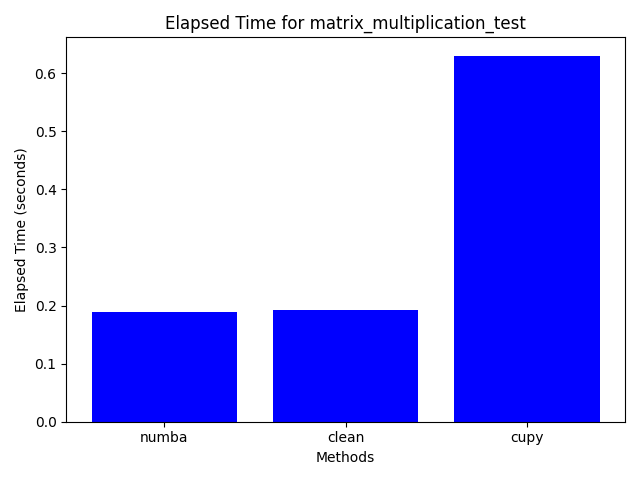 Elapsed Time for matrix_multiplication_test
Elapsed Time (seconds)
0.6
0.5
0.4
0.3
0.2
0.1
0.0
numba
clean
cupy
Methods